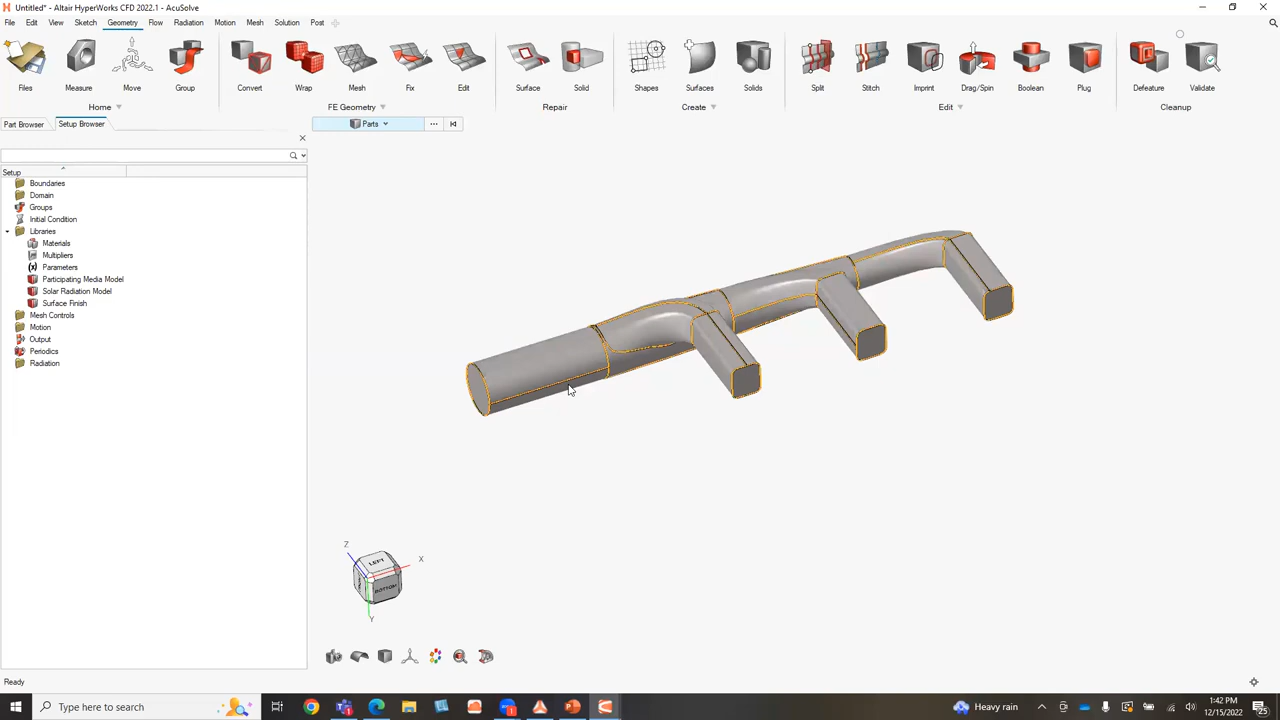 Untitled* - Altair HyperWorks CFD 2022.1 - AcuSolve
File Edit View Sketch Geometry Flow Radiation Motion Mesh Solution Post
Files Measure Move Group Convert Wrap Mesh Fix Edit Surface Solid Shapes Surfaces Solids Split Stitch Imprint Drag/Spin Boolean Plug Defeature Validate
Home FE Geometry Repair Create Edit Cleanup
Part Browser Setup Browser Parts
Setup
Boundaries
Domain
Groups
Initial Condition
Libraries
Materials
Multipliers
(x) Parameters
Participating Media Model
Solar Radiation Model
Surface Finish
Mesh Controls
Motion
Output
Periodics
Radiation
Z
X
LEFT
BOTTOM
Y
Ready
Type here to search
Heavy rain
1:42 PM
12/15/2022